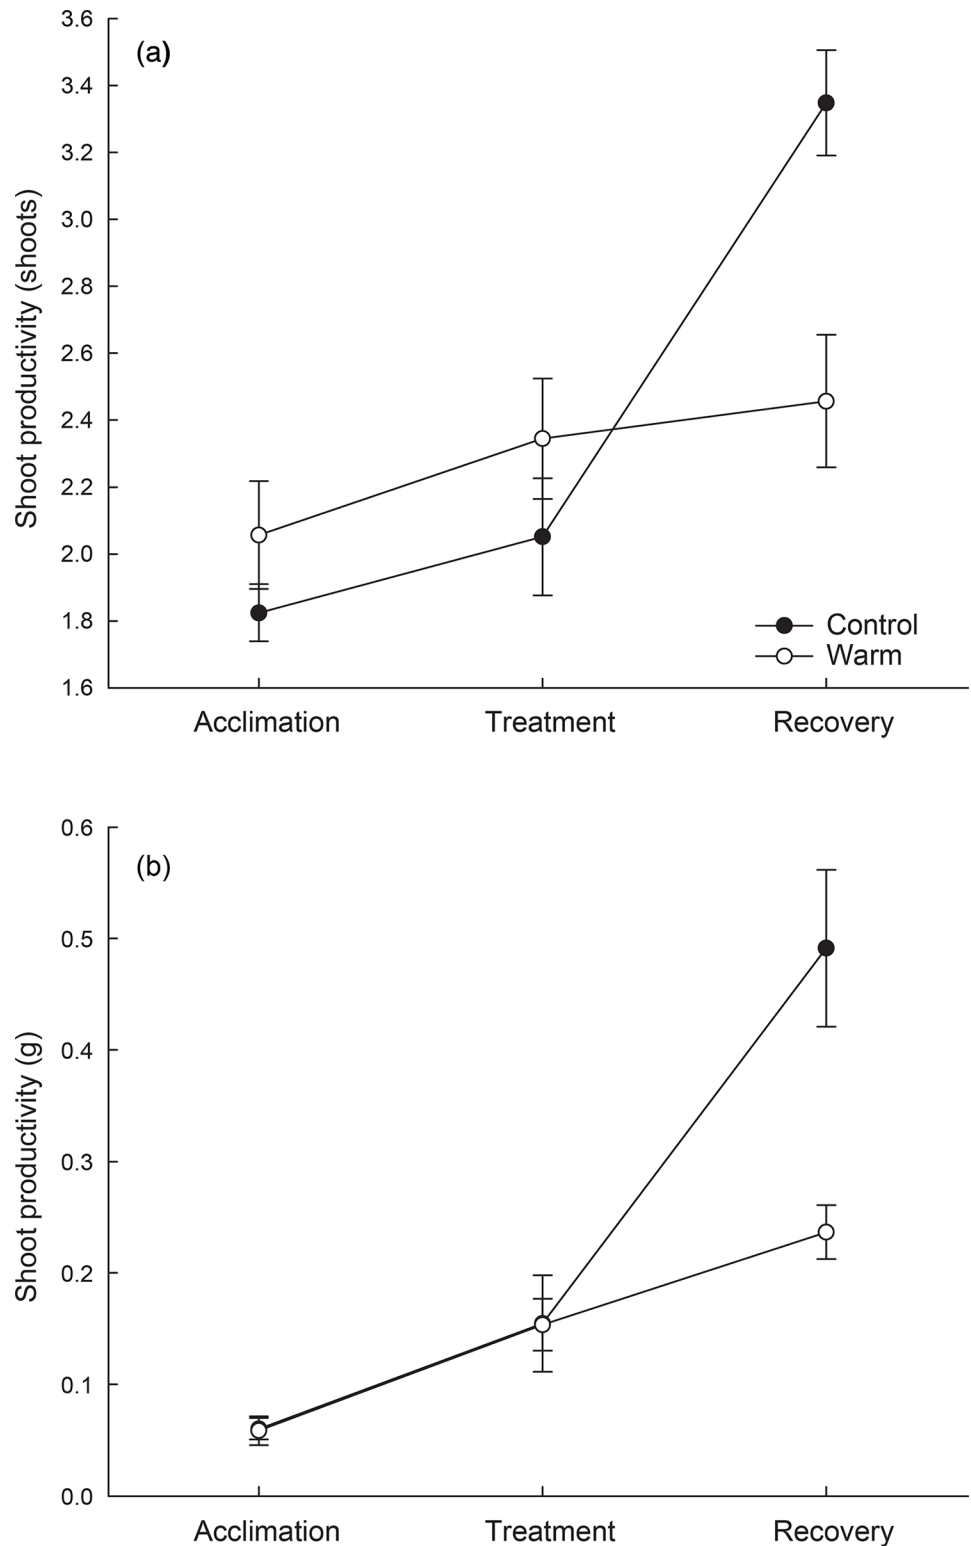 (a)
Shoot productivity (shoots)
3.6
3.4
3.2
3.0
2.8
2.6
2.4
2.2
2.0
1.8
1.6
Control
Warm
Acclimation Treatment Recovery
(b)
Shoot productivity (g)
0.6
0.5
0.4
0.3
0.2
0.1
0.0
Acclimation Treatment Recovery